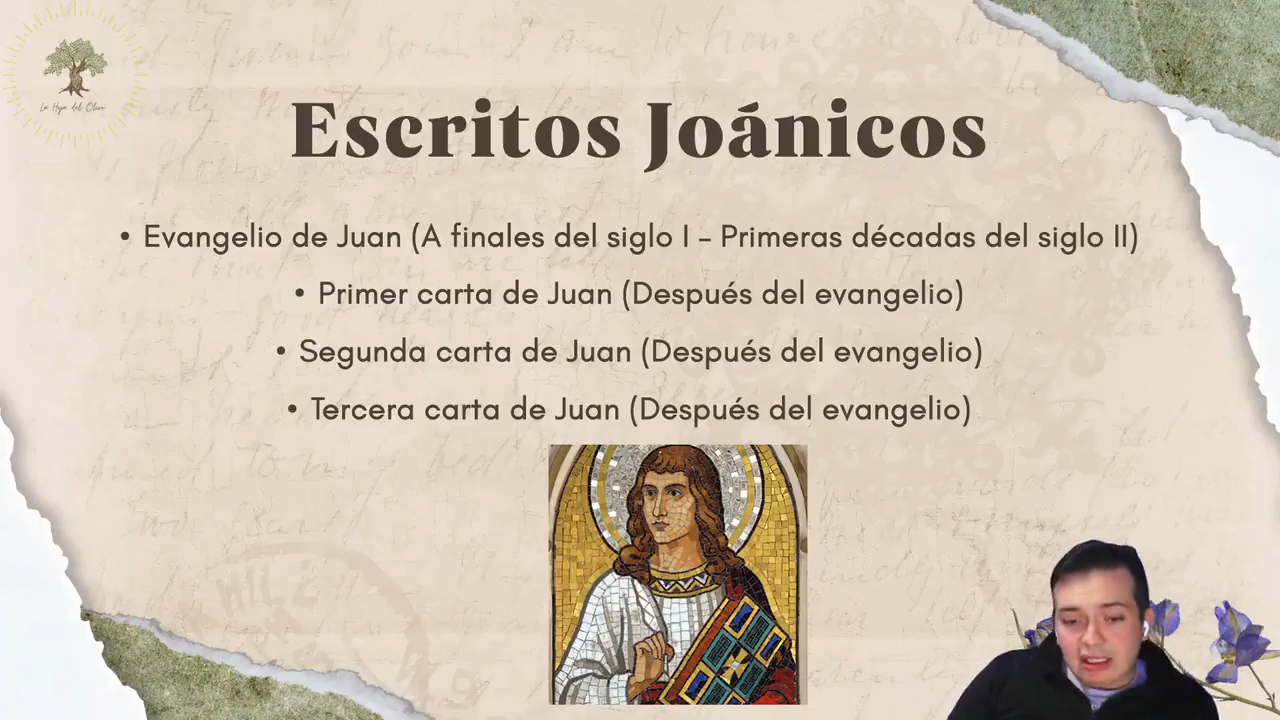 La Hoja del Olivo
Escritos Joánicos
• Evangelio de Juan (A finales del siglo I - Primeras décadas del siglo II)
• Primer carta de Juan (Después del evangelio)
• Segunda carta de Juan (Después del evangelio)
• Tercera carta de Juan (Después del evangelio)